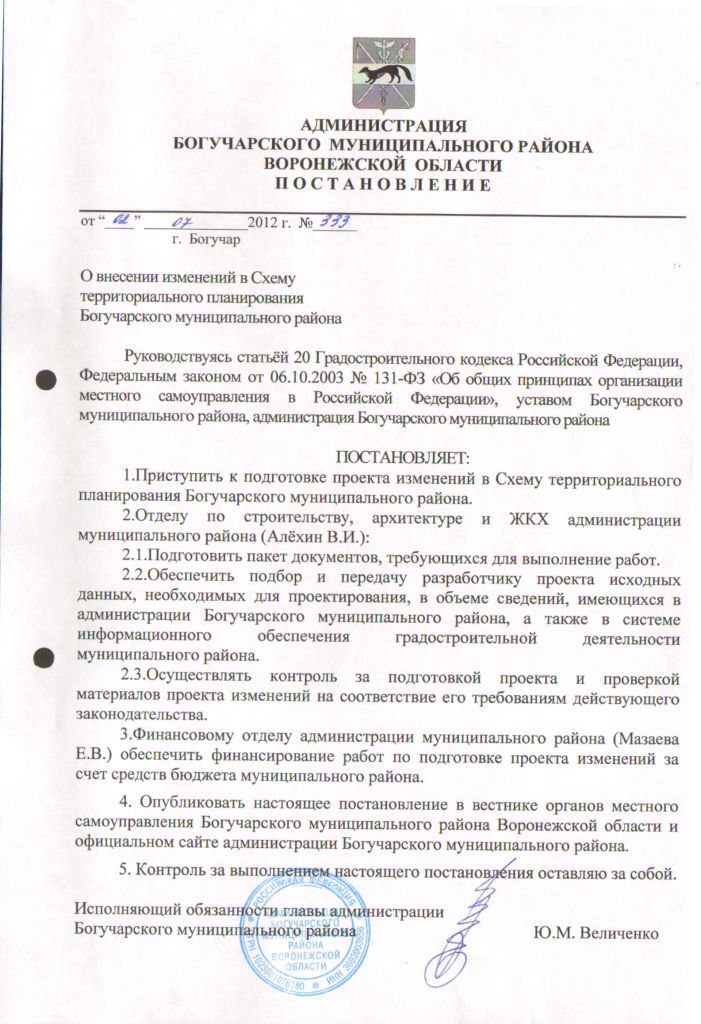 АДМИНИСТРАЦИЯ
БОГУЧАРСКОГО МУНИЦИПАЛЬНОГО РАЙОНА
ВОРОНЕЖСКОЙ ОБЛАСТИ
П О С Т А Н О В Л Е Н И Е
от “ 02 ” 07 2012 г. № 333
г. Богучар
О внесении изменений в Схему
территориального планирования
Богучарского муниципального района
Руководствуясь статьёй 20 Градостроительного кодекса Российской Федерации,
Федеральным законом от 06.10.2003 № 131-ФЗ «Об общих принципах организации
местного самоуправления в Российской Федерации», уставом Богучарского
муниципального района, администрация Богучарского муниципального района
ПОСТАНОВЛЯЕТ:
1.Приступить к подготовке проекта изменений в Схему территориального
планирования Богучарского муниципального района.
2.Отделу по строительству, архитектуре и ЖКХ администрации
муниципального района (Алёхин В.И.):
2.1.Подготовить пакет документов, требующихся для выполнение работ.
2.2.Обеспечить подбор и передачу разработчику проекта исходных
данных, необходимых для проектирования, в объеме сведений, имеющихся в
администрации Богучарского муниципального района, а также в системе
информационного обеспечения градостроительной деятельности
муниципального района.
2.3.Осуществлять контроль за подготовкой проекта и проверкой
материалов проекта изменений на соответствие его требованиям действующего
законодательства.
3.Финансовому отделу администрации муниципального района (Мазаева
Е.В.) обеспечить финансирование работ по подготовке проекта изменений за
счет средств бюджета муниципального района.
4. Опубликовать настоящее постановление в вестнике органов местного
самоуправления Богучарского муниципального района Воронежской области и
официальном сайте администрации Богучарского муниципального района.
5. Контроль за выполнением настоящего постановления оставляю за собой.
Исполняющий обязанности главы администрации
Богучарского муниципального района Ю.М. Величенко
РОССИЙСКАЯ ФЕДЕРАЦИЯ
БОГУЧАРСКОГО
МУНИЦИПАЛЬНОГО
РАЙОНА
ВОРОНЕЖСКОЙ
ОБЛАСТИ